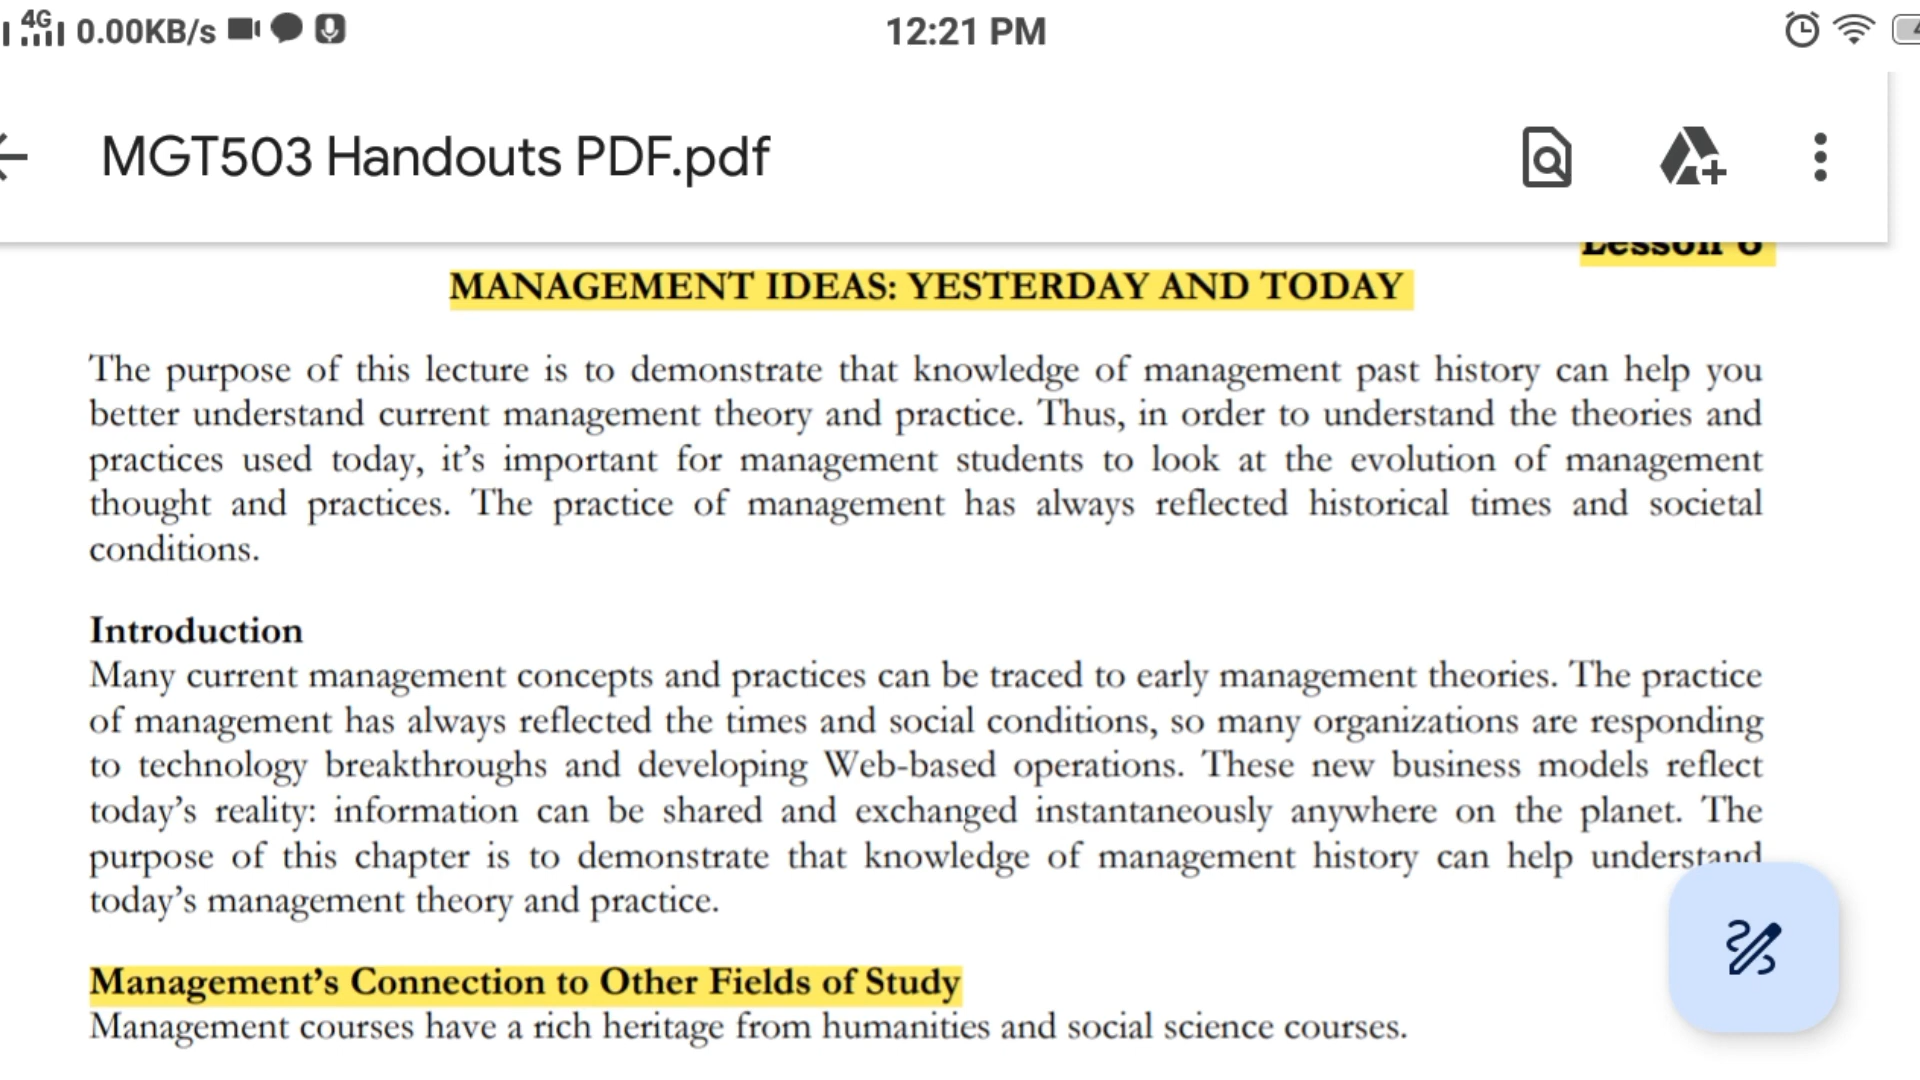 4G 0.00KB/s 12:21 PM
MGT503 Handouts PDF.pdf
Lesson
MANAGEMENT IDEAS: YESTERDAY AND TODAY
The purpose of this lecture is to demonstrate that knowledge of management past history can help you
better understand current management theory and practice. Thus, in order to understand the theories and
practices used today, it's important for management students to look at the evolution of management
thought and practices. The practice of management has always reflected historical times and societal
conditions.
Introduction
Many current management concepts and practices can be traced to early management theories. The practice
of management has always reflected the times and social conditions, so many organizations are responding
to technology breakthroughs and developing Web-based operations. These new business models reflect
today's reality: information can be shared and exchanged instantaneously anywhere on the planet. The
purpose of this chapter is to demonstrate that knowledge of management history can help understand
today's management theory and practice.
Management's Connection to Other Fields of Study
Management courses have a rich heritage from humanities and social science courses.